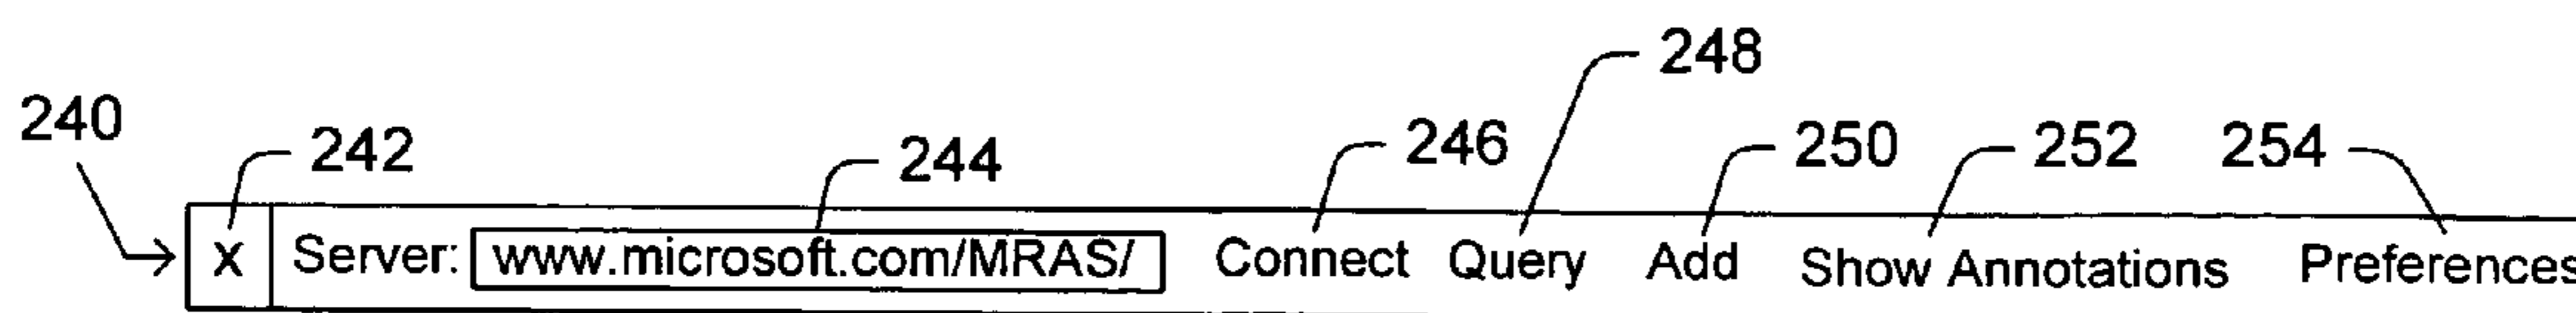 248
240 242 244 246 250 252 254
X Server: www.microsoft.com/MRAS/ Connect Query Add Show Annotations Preferences